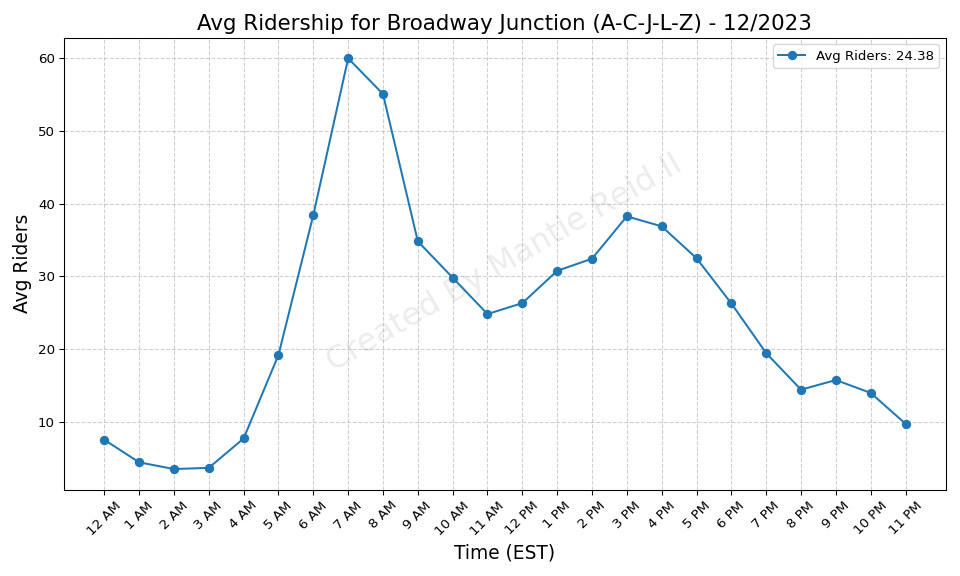 Avg Ridership for Broadway Junction (A-C-J-L-Z) - 12/2023
Avg Riders: 24.38
60
50
40
30
20
10
Avg Riders
Created By Mantie Reid II
12 AM
1 AM
2 AM
3 AM
4 AM
5 AM
6 AM
7 AM
8 AM
9 AM
10 AM
11 AM
12 PM
1 PM
2 PM
3 PM
4 PM
5 PM
6 PM
7 PM
8 PM
9 PM
10 PM
11 PM
Time (EST)